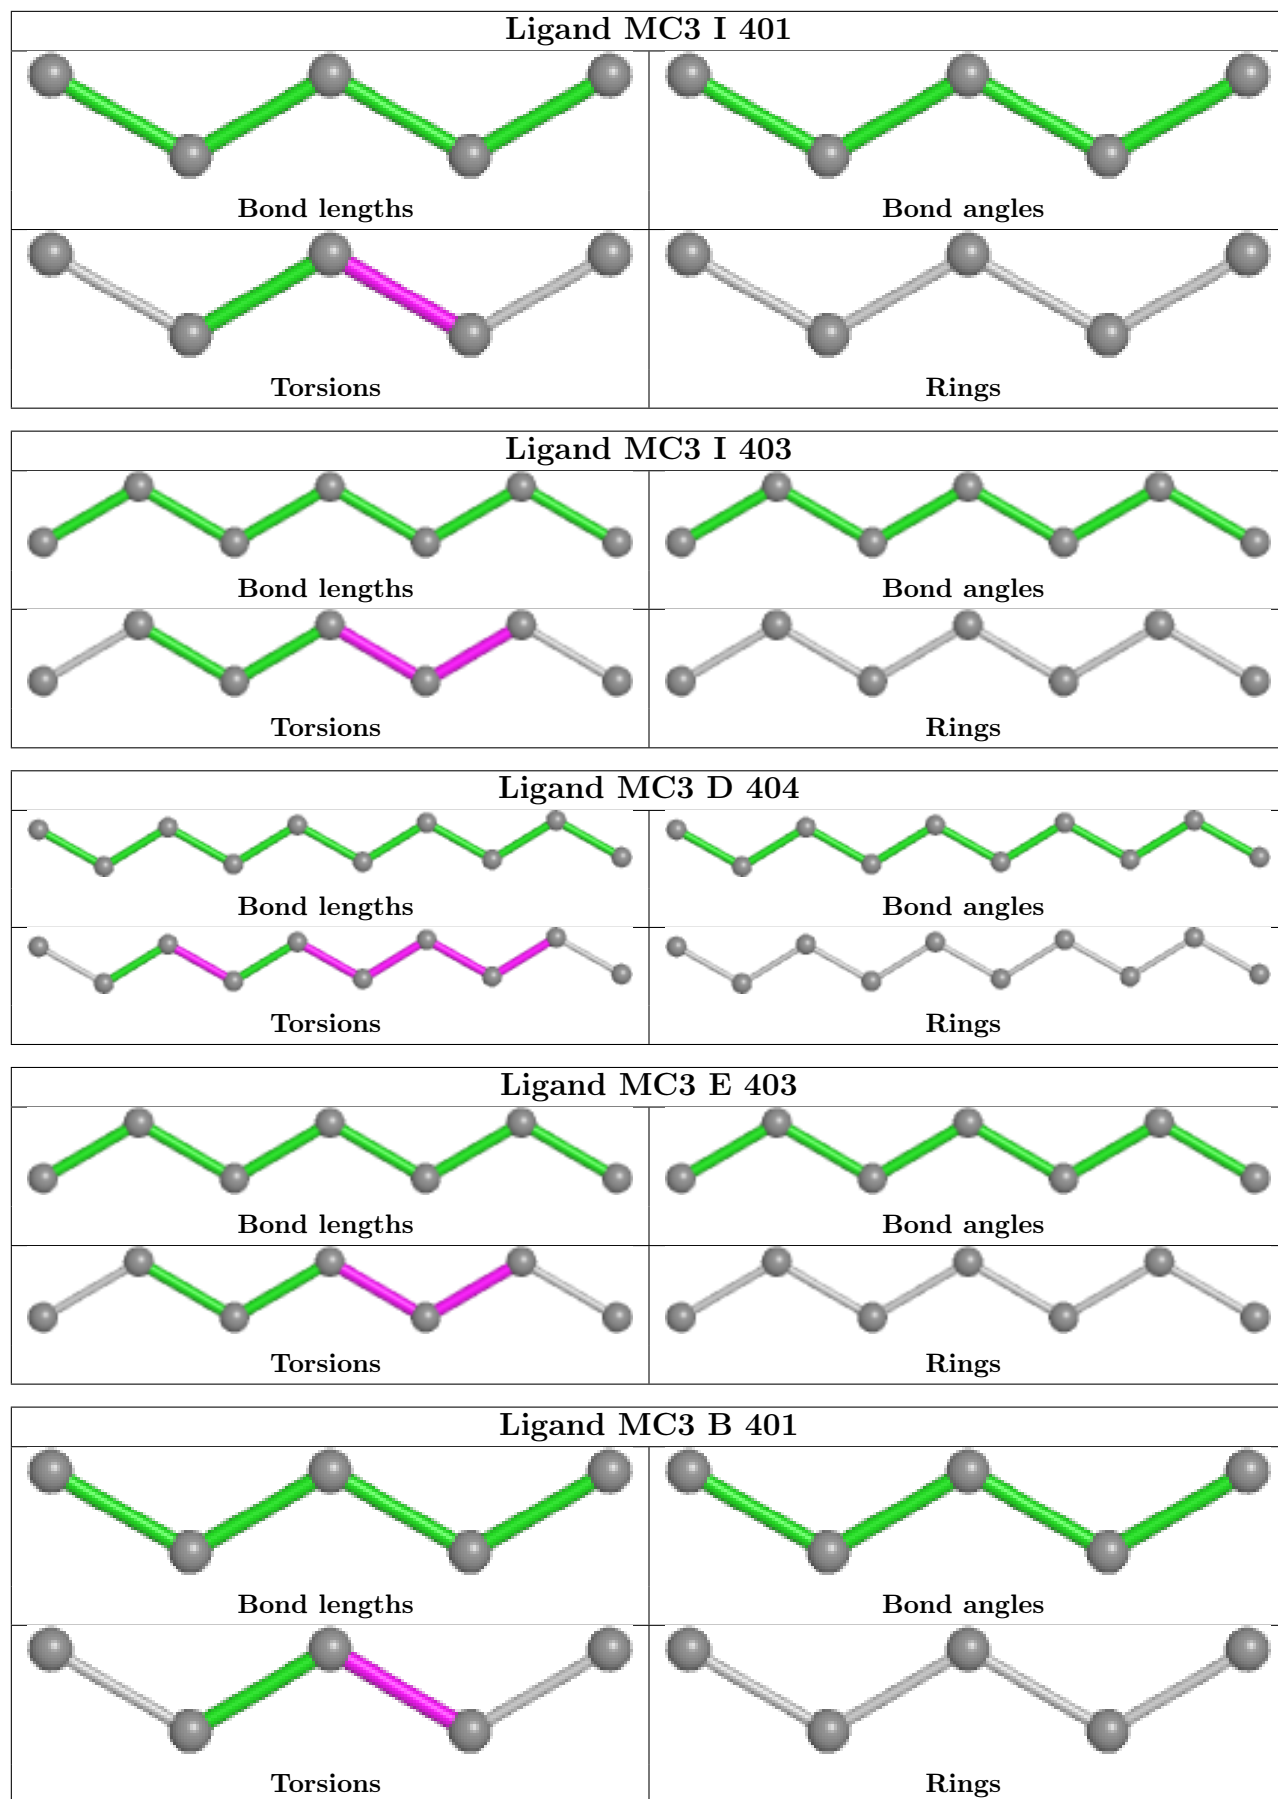 Ligand MC3 I 401
Bond lengths Bond angles
Torsions Rings
Ligand MC3 I 403
Bond lengths Bond angles
Torsions Rings
Ligand MC3 D 404
Bond lengths Bond angles
Torsions Rings
Ligand MC3 E 403
Bond lengths Bond angles
Torsions Rings
Ligand MC3 B 401
Bond lengths Bond angles
Torsions Rings